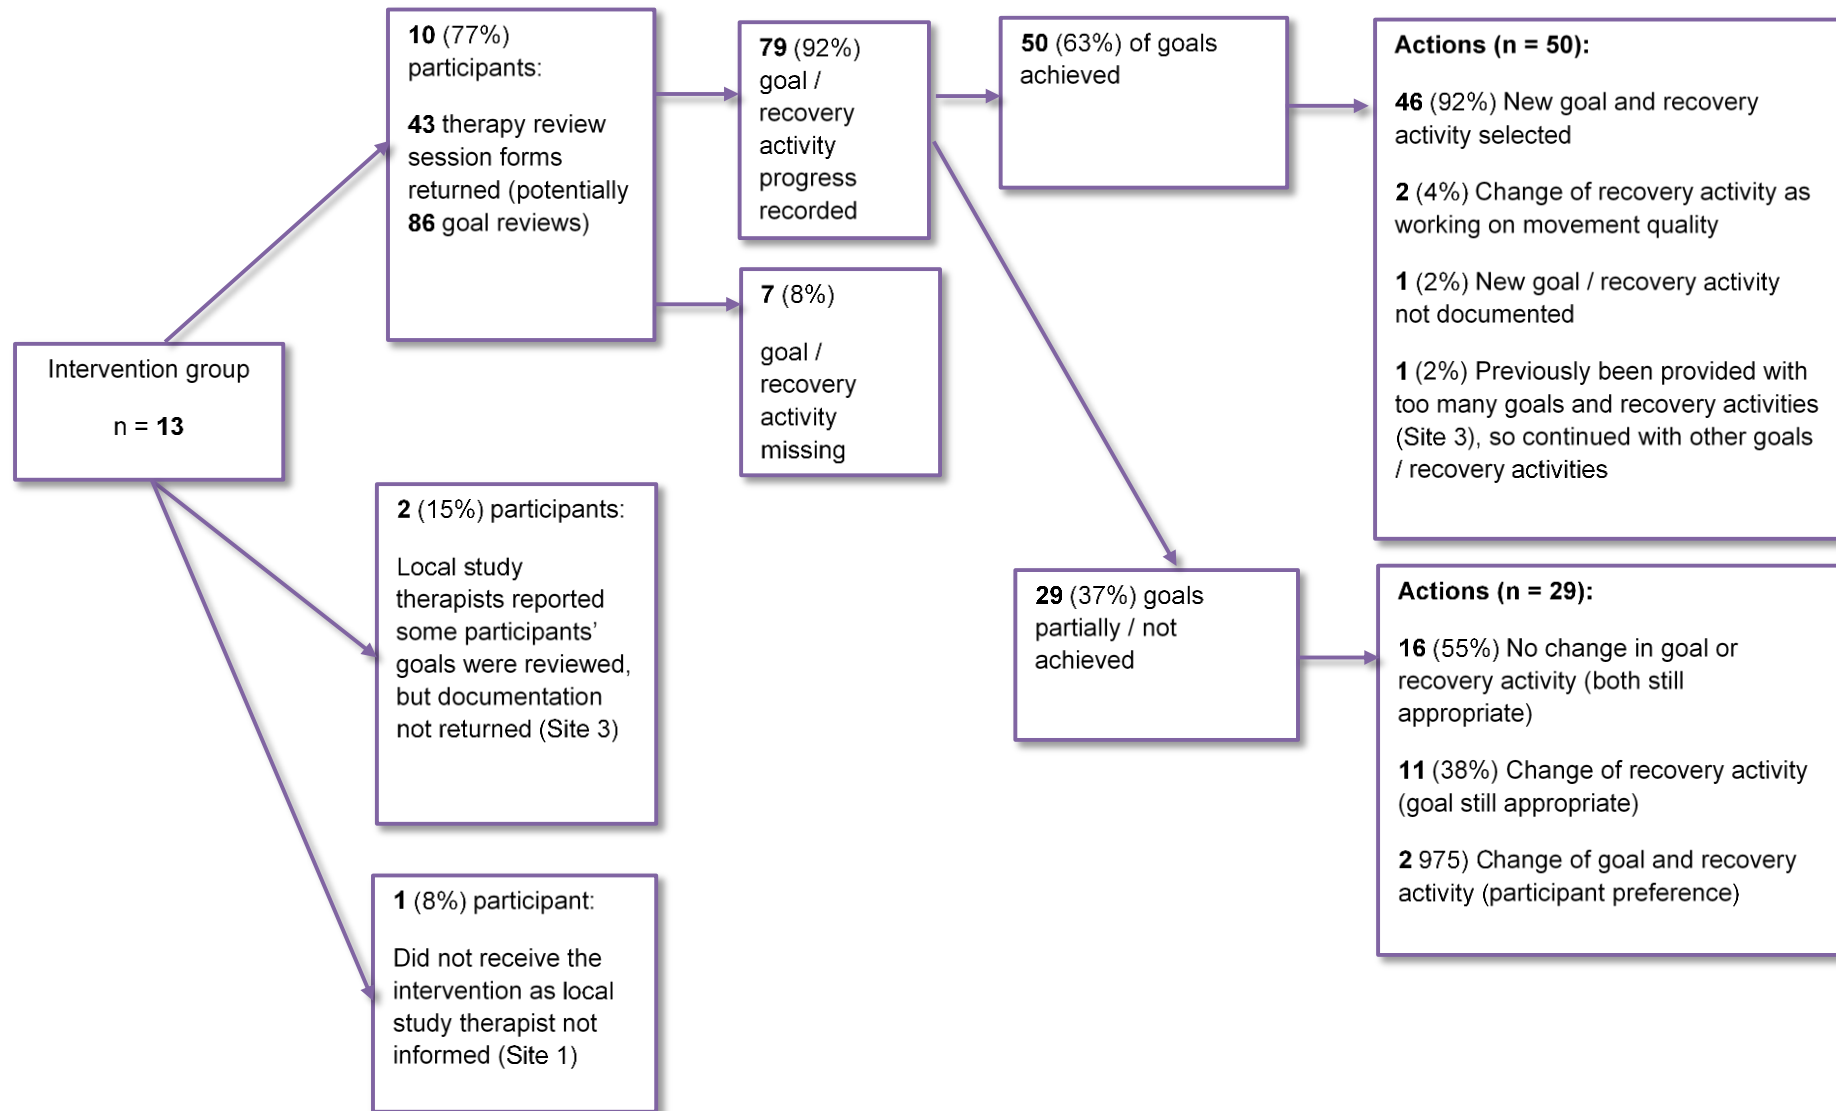 Intervention group
n = 13
10 (77%)
participants:
43 therapy review
session forms
returned (potentially
86 goal reviews)
2 (15%) participants:
Local study
therapists reported
some participants’
goals were reviewed,
but documentation
not returned (Site 3)
1 (8%) participant:
Did not receive the
intervention as local
study therapist not
informed (Site 1)
79 (92%)
goal /
recovery
activity
progress
recorded
7 (8%)
goal /
recovery
activity
missing
50 (63%) of goals
achieved
29 (37%) goals
partially / not
achieved
Actions (n = 50):
46 (92%) New goal and recovery
activity selected
2 (4%) Change of recovery activity as
working on movement quality
1 (2%) New goal / recovery activity
not documented
1 (2%) Previously been provided with
too many goals and recovery activities
(Site 3), so continued with other goals
/ recovery activities
Actions (n = 29):
16 (55%) No change in goal or
recovery activity (both still
appropriate)
11 (38%) Change of recovery activity
(goal still appropriate)
2 975) Change of goal and recovery
activity (participant preference)